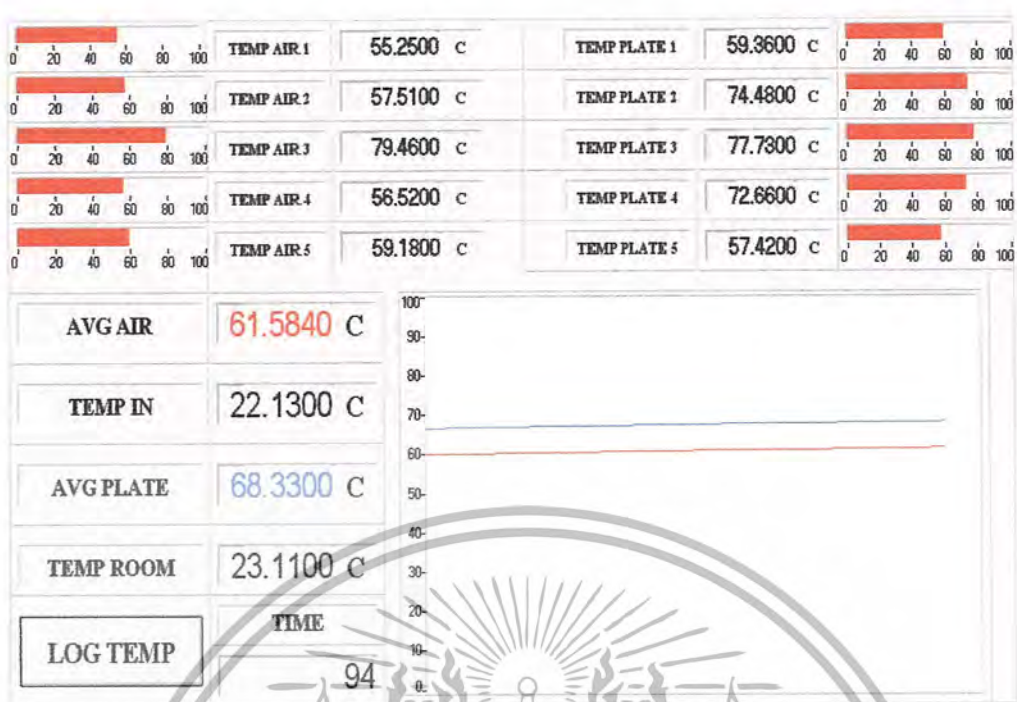 TEMP AIR 1 55.2500 C TEMP PLATE 1 59.3600 C
0 20 40 60 80 100 0 20 40 60 80 100
TEMP AIR 2 57.5100 C TEMP PLATE 2 74.4800 C
0 20 40 60 80 100 0 20 40 60 80 100
TEMP AIR 3 79.4600 C TEMP PLATE 3 77.7300 C
0 20 40 60 80 100 0 20 40 60 80 100
TEMP AIR 4 56.5200 C TEMP PLATE 4 72.6600 C
0 20 40 60 80 100 0 20 40 60 80 100
TEMP AIR 5 59.1800 C TEMP PLATE 5 57.4200 C
0 20 40 60 80 100 0 20 40 60 80 100
AVG AIR 61.5840 C
TEMP IN 22.1300 C
AVG PLATE 68.3300 C
TEMP ROOM 23.1100 C
LOG TEMP
TIME
94
100
90
80
70
60
50
40
30
20
10
0